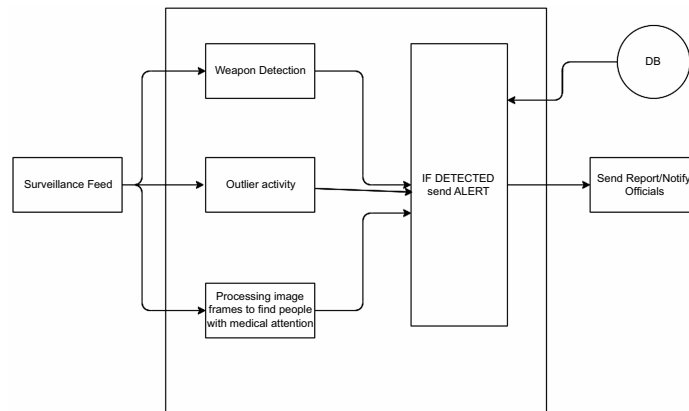 Weapon Detection
DB
Surveillance Feed
Outlier activity
IF DETECTED
send ALERT
Send Report/Notify
Officials
Processing image
frames to find people
with medical attention